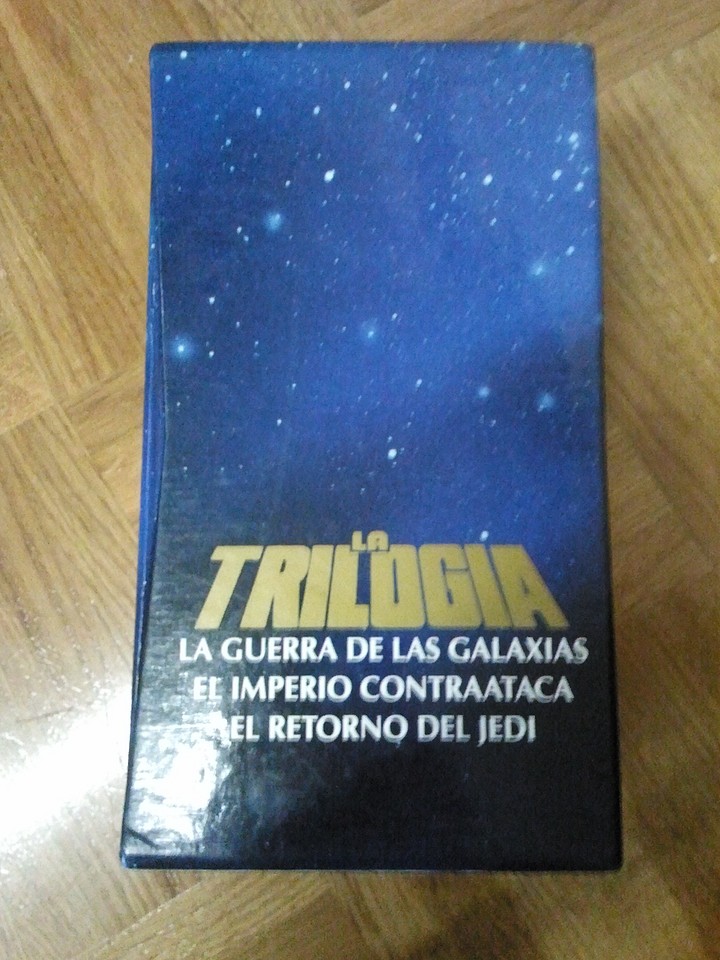 LA
TRILOGIA
LA GUERRA DE LAS GALAXIAS
EL IMPERIO CONTRAATACA
EL RETORNO DEL JEDI